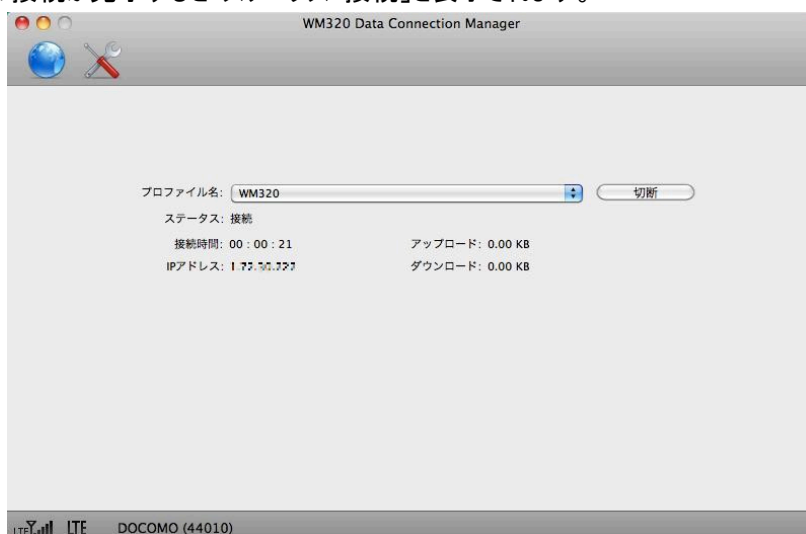 WM320 Data Connection Manager
プロファイル名: WM320 切断
ステータス: 接続
接続時間: 00 : 00 : 21 アップロード: 0.00 KB
IPアドレス: ダウンロード: 0.00 KB
LTE LTE DOCOMO (44010)